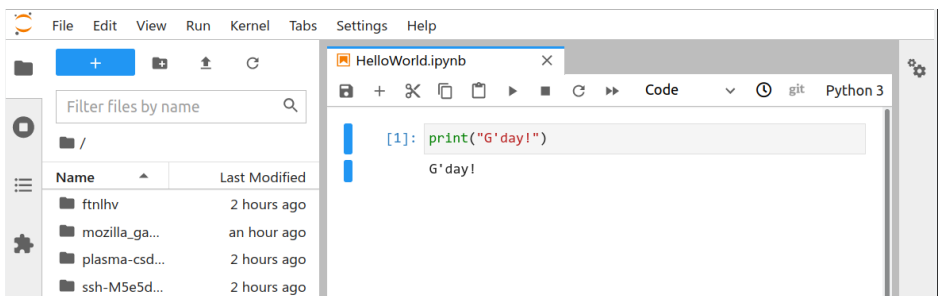 File Edit View Run Kernel Tabs Settings Help
+
Filter files by name
/
Name Last Modified
ftnlhv 2 hours ago
mozilla_ga... an hour ago
plasma-csd... 2 hours ago
ssh-M5e5d... 2 hours ago
HelloWorld.ipynb
Code git Python 3
[1]: print("G'day!")
G'day!